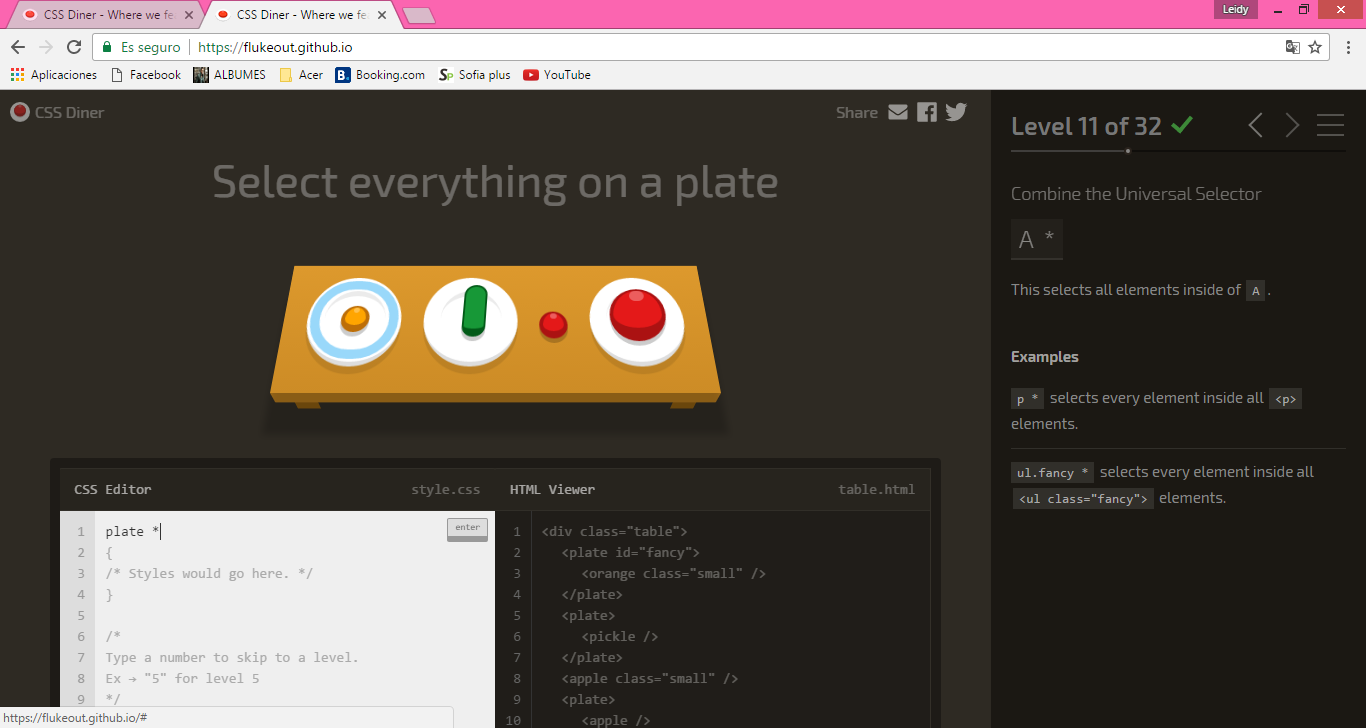 CSS Diner - Where we fe
CSS Diner - Where we fe
Leidy
Es seguro
https://flukeout.github.io
Aplicaciones
Facebook
ALBUMES
Acer
B. Booking.com
Sp Sofia plus
YouTube
CSS Diner
Share
Select everything on a plate
CSS Editor
style.css
1 plate *
enter
2 {
3 /* Styles would go here. */
4 }
5
6 /*
7 Type a number to skip to a level.
8 Ex → "5" for level 5
9 */
HTML Viewer
table.html
1 <div class="table">
2 <plate id="fancy">
3 <orange class="small" />
4 </plate>
5 <plate>
6 <pickle />
7 </plate>
8 <apple class="small" />
9 <plate>
10 <apple />
Level 11 of 32
Combine the Universal Selector
A *
This selects all elements inside of A .
Examples
p * selects every element inside all <p>
elements.
ul.fancy * selects every element inside all
<ul class="fancy"> elements.
https://flukeout.github.io/#